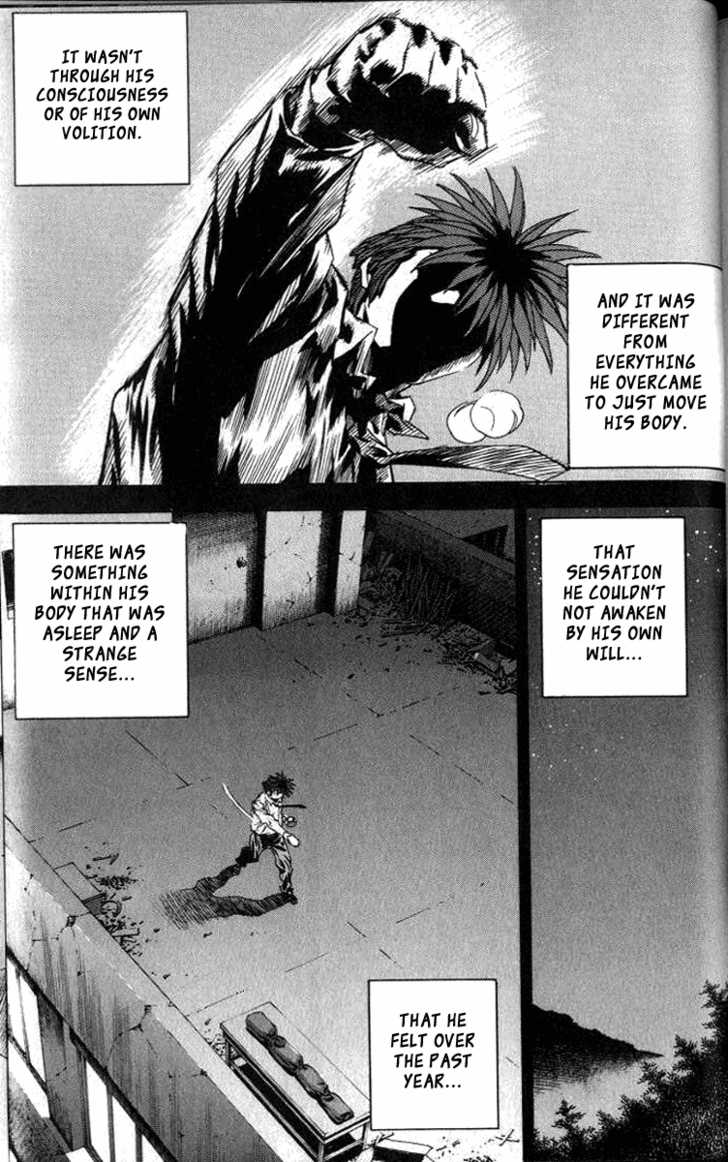 IT WASN'T
THROUGH HIS
CONSCIOUSNESS
OR OF HIS OWN
VOLITION.
AND IT WAS
DIFFERENT
FROM
EVERYTHING
HE OVERCAME
TO JUST MOVE
HIS BODY.
THAT
SENSATION
HE COULDN'T
NOT AWAKEN
BY HIS OWN
WILL...
THERE WAS
SOMETHING
WITHIN HIS
BODY THAT WAS
ASLEEP AND A
STRANGE
SENSE...
THAT HE
FELT OVER
THE PAST
YEAR...